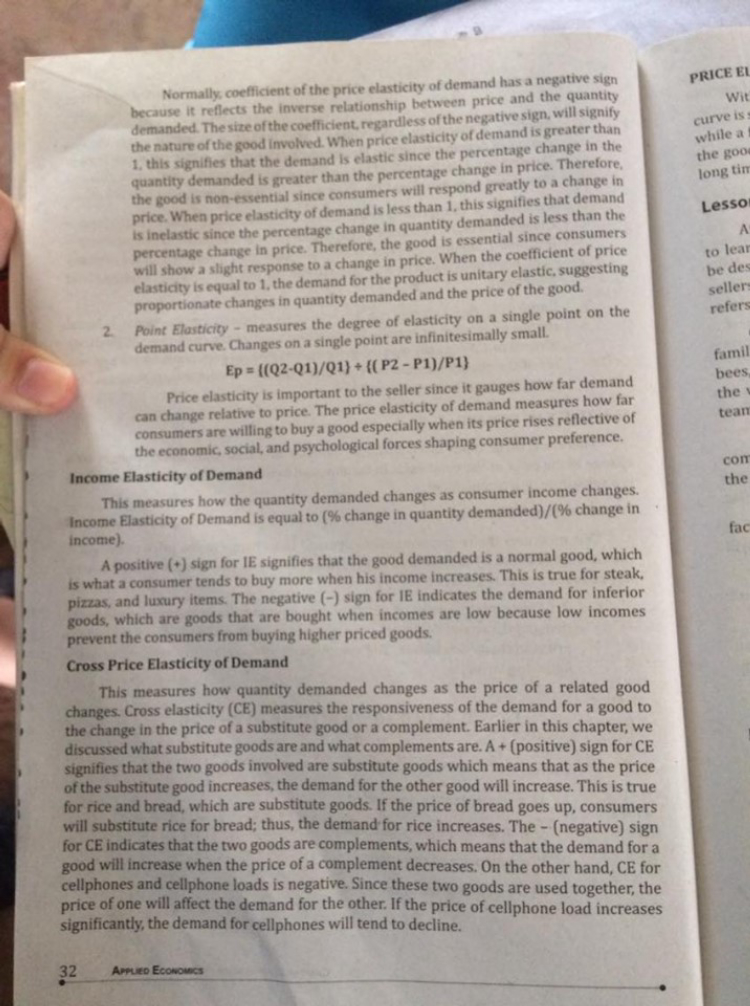 Normally, coefficient of the price elasticity of demand has a negative sign
because it reflects the inverse relationship between price and the quantity
demanded. The size of the coefficient, regardless of the negative sign, will signify
the nature of the good involved. When price elasticity of demand is greater than
1, this signifies that the demand is elastic since the percentage change in the
quantity demanded is greater than the percentage change in price. Therefore,
the good is non-essential since consumers will respond greatly to a change in
price. When price elasticity of demand is less than 1, this signifies that demand
is inelastic since the percentage change in quantity demanded is less than the
percentage change in price. Therefore, the good is essential since consumers
will show a slight response to a change in price. When the coefficient of price
elasticity is equal to 1, the demand for the product is unitary elastic, suggesting
proportionate changes in quantity demanded and the price of the good.
2. Point Elasticity – measures the degree of elasticity on a single point on the
demand curve. Changes on a single point are infinitesimally small.
Ep = {(Q2-Q1)/Q1} ÷ {( P2 – P1)/P1}
Price elasticity is important to the seller since it gauges how far demand
can change relative to price. The price elasticity of demand measures how far
consumers are willing to buy a good especially when its price rises reflective of
the economic, social, and psychological forces shaping consumer preference.
Income Elasticity of Demand
This measures how the quantity demanded changes as consumer income changes.
Income Elasticity of Demand is equal to (% change in quantity demanded)/(% change in
income).
A positive (+) sign for IE signifies that the good demanded is a normal good, which
is what a consumer tends to buy more when his income increases. This is true for steak,
pizzas, and luxury items. The negative (–) sign for IE indicates the demand for inferior
goods, which are goods that are bought when incomes are low because low incomes
prevent the consumers from buying higher priced goods.
Cross Price Elasticity of Demand
This measures how quantity demanded changes as the price of a related good
changes. Cross elasticity (CE) measures the responsiveness of the demand for a good to
the change in the price of a substitute good or a complement. Earlier in this chapter, we
discussed what substitute goods are and what complements are. A + (positive) sign for CE
signifies that the two goods involved are substitute goods which means that as the price
of the substitute good increases, the demand for the other good will increase. This is true
for rice and bread, which are substitute goods. If the price of bread goes up, consumers
will substitute rice for bread; thus, the demand for rice increases. The – (negative) sign
for CE indicates that the two goods are complements, which means that the demand for a
good will increase when the price of a complement decreases. On the other hand, CE for
cellphones and cellphone loads is negative. Since these two goods are used together, the
price of one will affect the demand for the other. If the price of cellphone load increases
significantly, the demand for cellphones will tend to decline.
32 APPLIED ECONOMICS
PRICE EL
Wit
curve is
while a
the good
long tim
Lesso
A
to lear
be des
sellers
refers
famil
bees,
the
team
com
the
fac